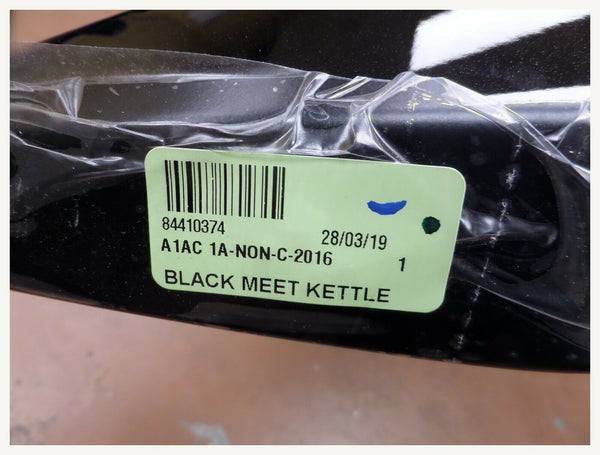 84410374
28/03/19
A1AC 1A-NON-C-2016
1
BLACK MEET KETTLE